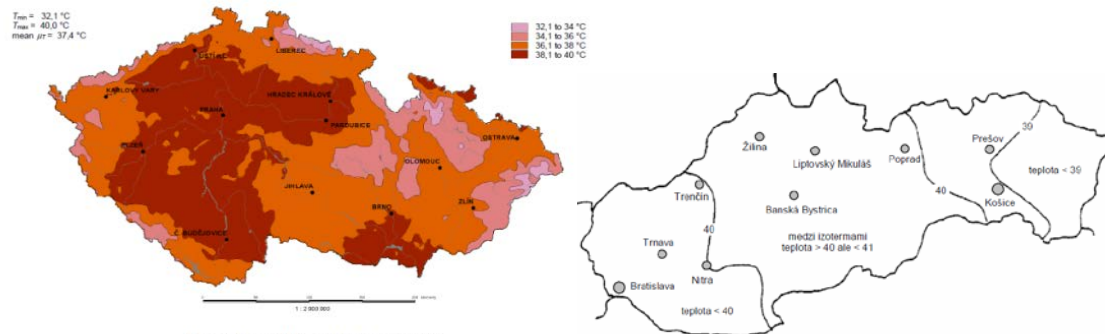 Tmin = 32,1 °C
Tmax = 40,0 °C
mean μT = 37,4 °C
32,1 to 34 °C
34,1 to 36 °C
36,1 to 38 °C
38,1 to 40 °C
LIBEREC
KARLOVY VARY
HRADEC KRÁLOVÉ
PRAHA
PARDUBICE
OSTRAVA
OLOMOUC
JIHLAVA
BRNO
ZLÍN
Č. BUDĚJOVICE
1 : 2 000 000
Žilina
Liptovský Mikuláš
Poprad
Prešov
39
teplota < 39
Trenčín
Banská Bystrica
40
Košice
40
medzi izotermami
teplota > 40 ale < 41
Trnava
Nitra
Bratislava
teplota < 40